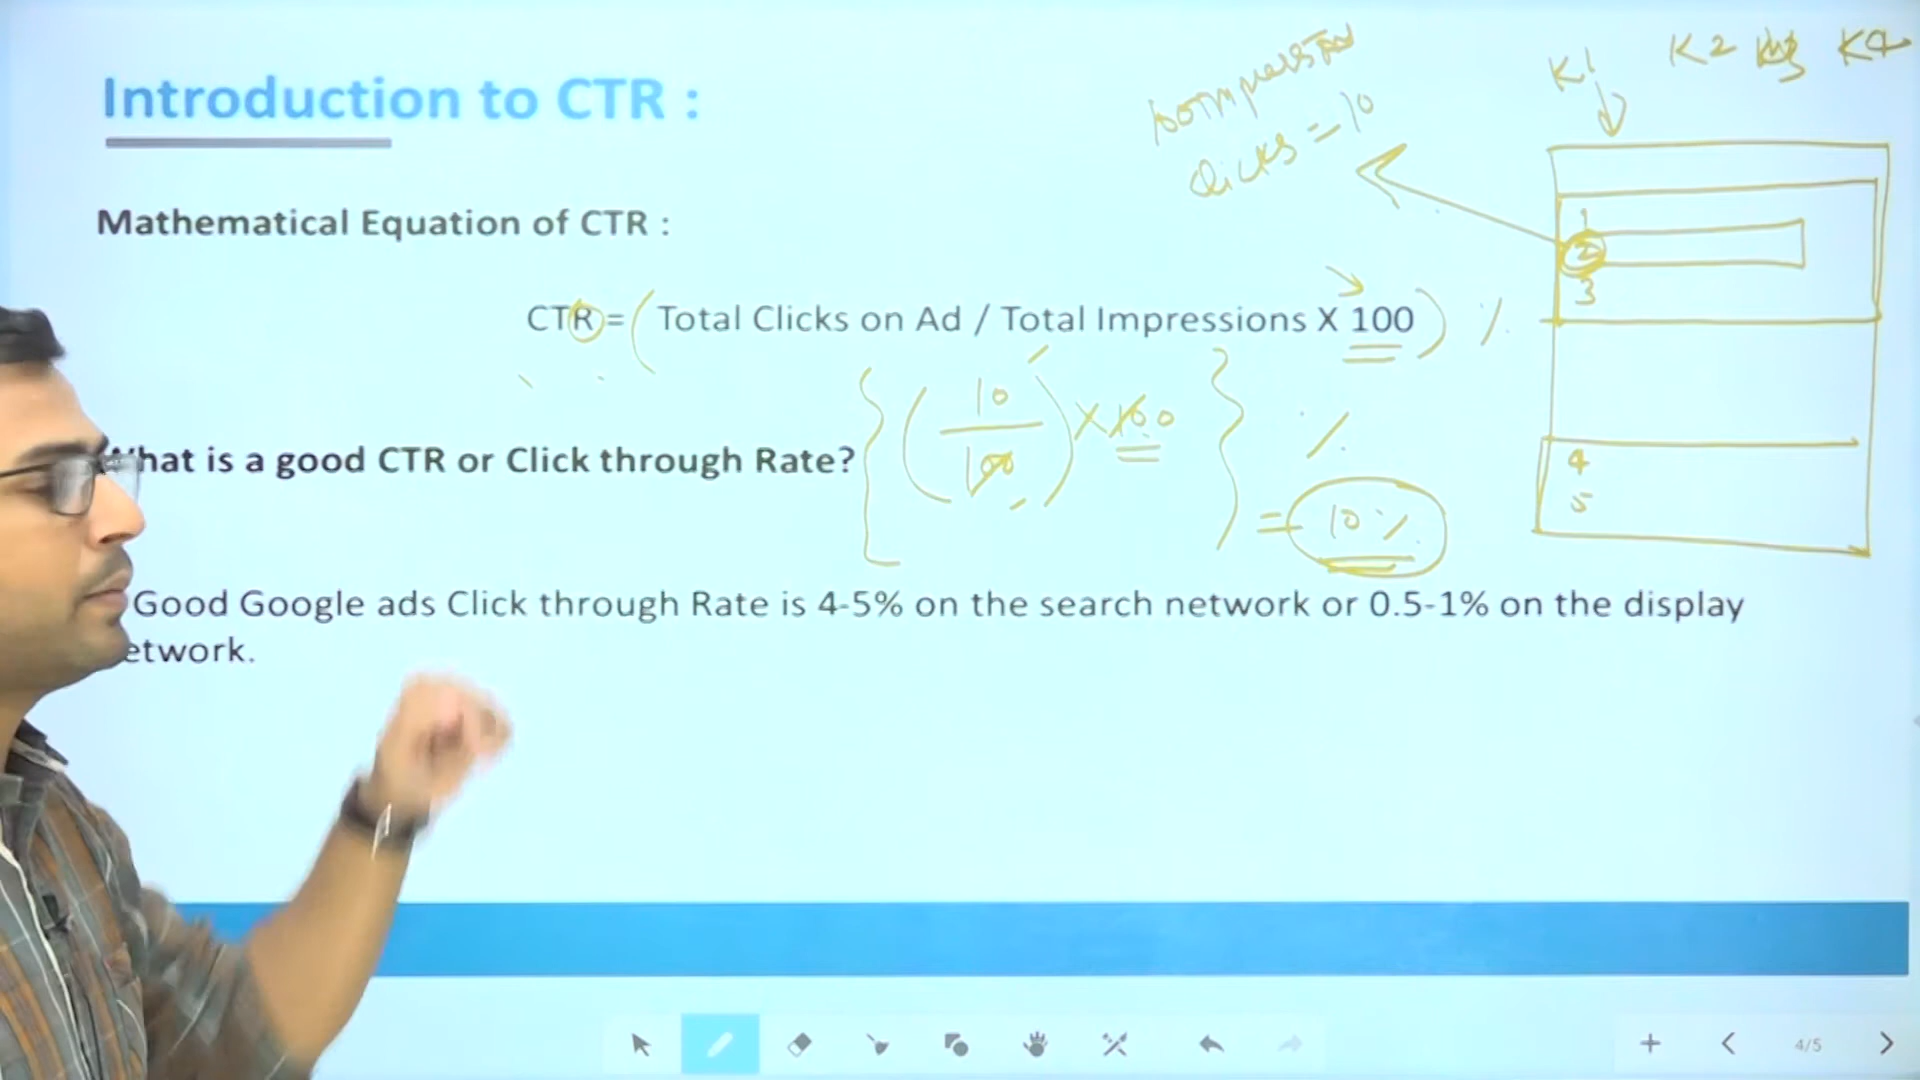 Introduction to CTR :
Mathematical Equation of CTR :
CTR = ( Total Clicks on Ad / Total Impressions X 100 ) %
What is a good CTR or Click through Rate?
Good Google ads Click through Rate is 4-5% on the search network or 0.5-1% on the display
etwork.
clicks = 10
K1 K2 K4
1
2
3
4
5
{ ( 10 / 100 ) X 100 } %
= 10 %
4/5